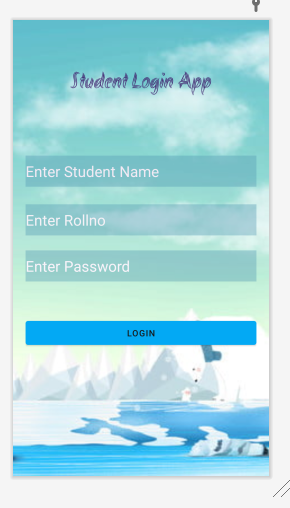 Student Login App
Enter Student Name
Enter Rollno
Enter Password
LOGIN